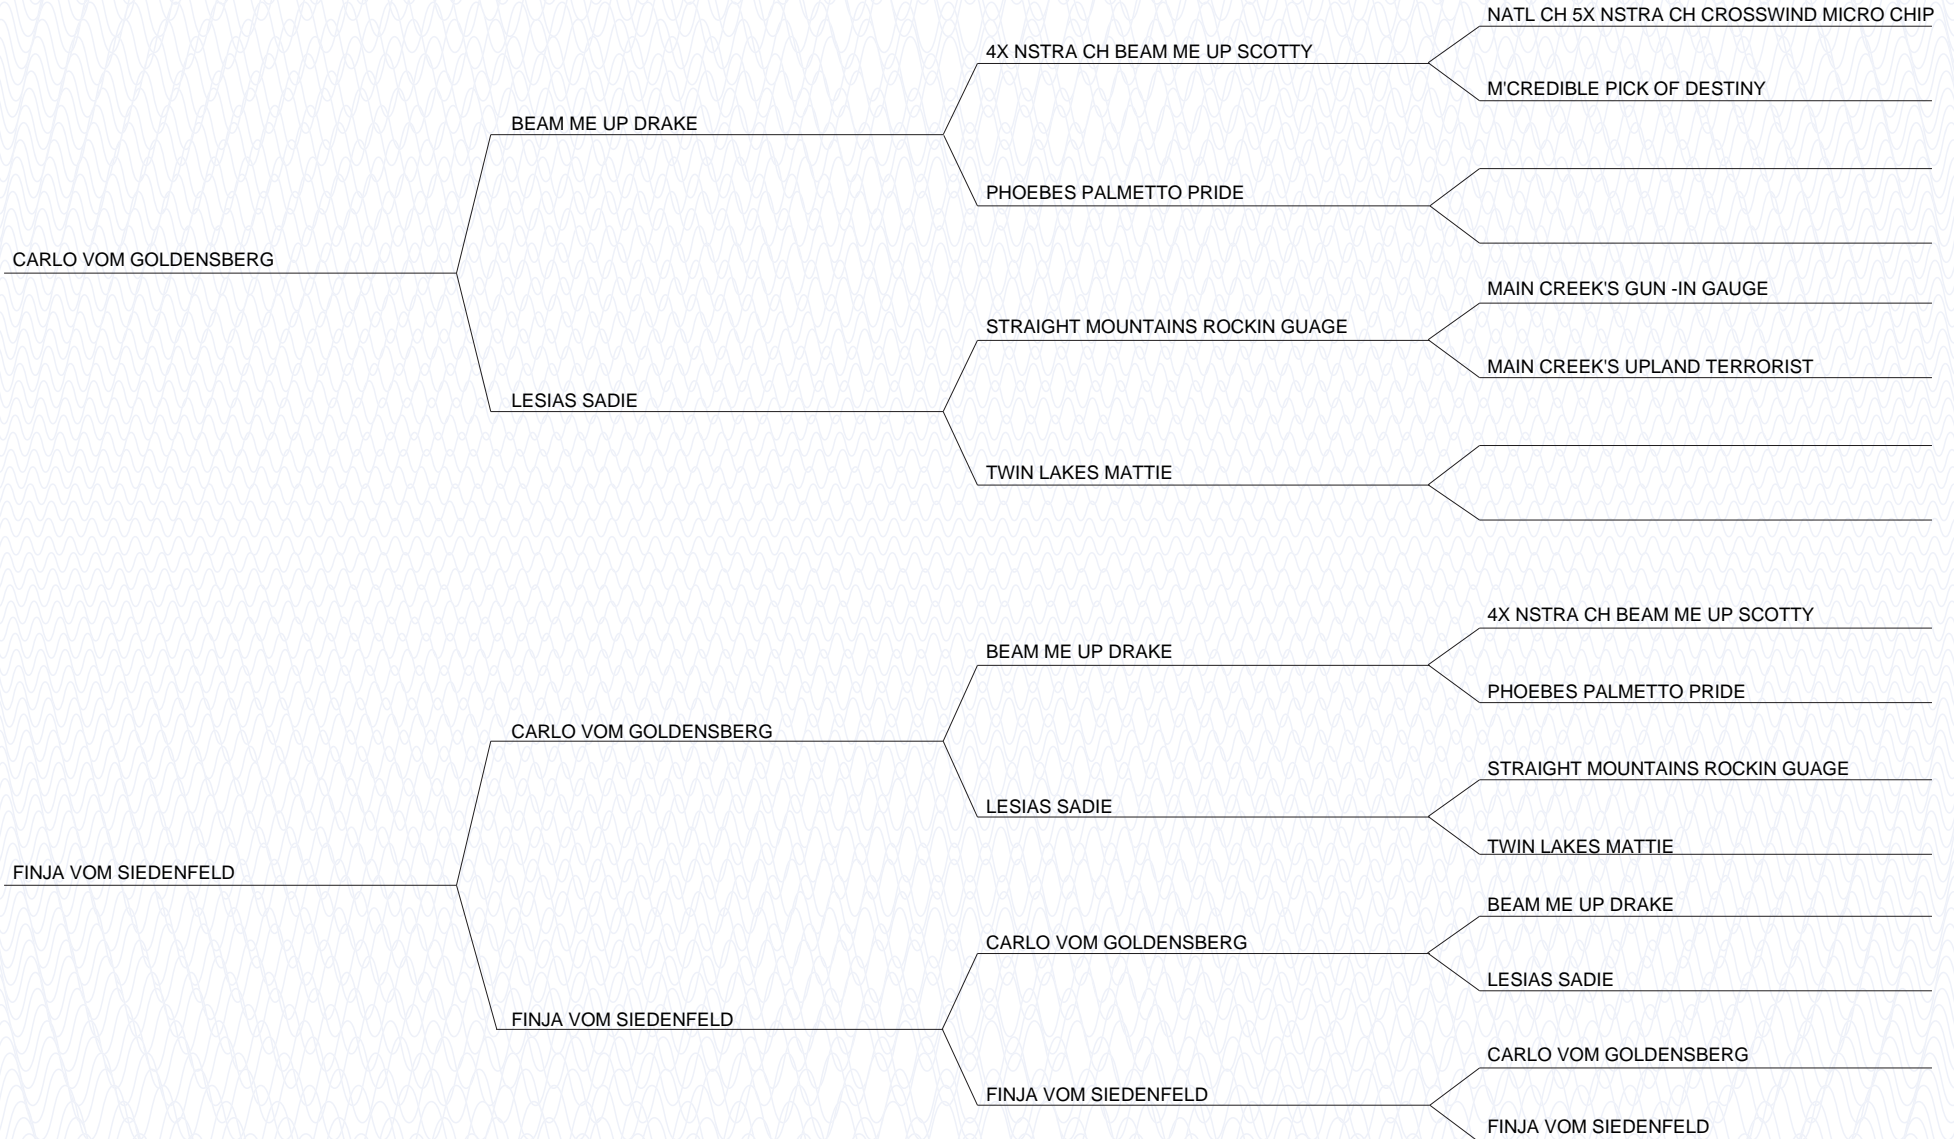 NATL CH 5X NSTRA CH CROSSWIND MICRO CHIP
4X NSTRA CH BEAM ME UP SCOTTY
M'CREDIBLE PICK OF DESTINY
BEAM ME UP DRAKE
PHOEBES PALMETTO PRIDE
CARLO VOM GOLDENSBERG
MAIN CREEK'S GUN -IN GAUGE
STRAIGHT MOUNTAINS ROCKIN GUAGE
MAIN CREEK'S UPLAND TERRORIST
LESIAS SADIE
TWIN LAKES MATTIE
4X NSTRA CH BEAM ME UP SCOTTY
BEAM ME UP DRAKE
PHOEBES PALMETTO PRIDE
CARLO VOM GOLDENSBERG
STRAIGHT MOUNTAINS ROCKIN GUAGE
LESIAS SADIE
TWIN LAKES MATTIE
FINJA VOM SIEDENFELD
BEAM ME UP DRAKE
CARLO VOM GOLDENSBERG
LESIAS SADIE
FINJA VOM SIEDENFELD
CARLO VOM GOLDENSBERG
FINJA VOM SIEDENFELD
FINJA VOM SIEDENFELD